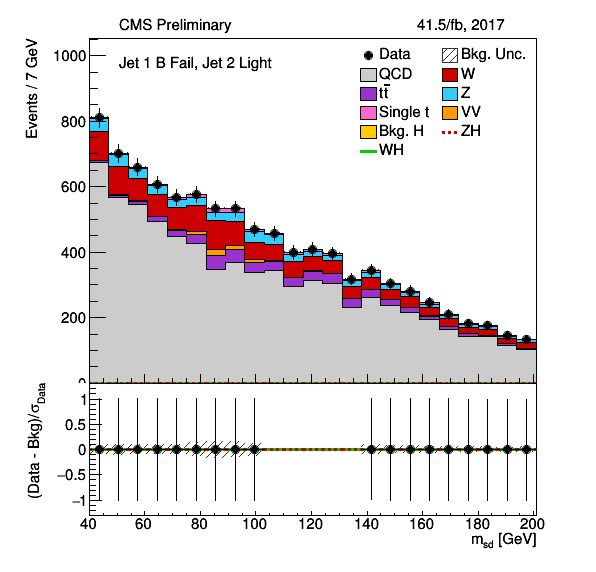 CMS Preliminary 41.5/fb, 2017
Events / 7 GeV
Jet 1 B Fail, Jet 2 Light
Data Bkg. Unc.
QCD W
tt̅ Z
Single t VV
Bkg. H ZH
WH
1000
800
600
400
200
0
(Data - Bkg)/σData
1
0.5
0
−0.5
−1
40 60 80 100 120 140 160 180 200
msd [GeV]